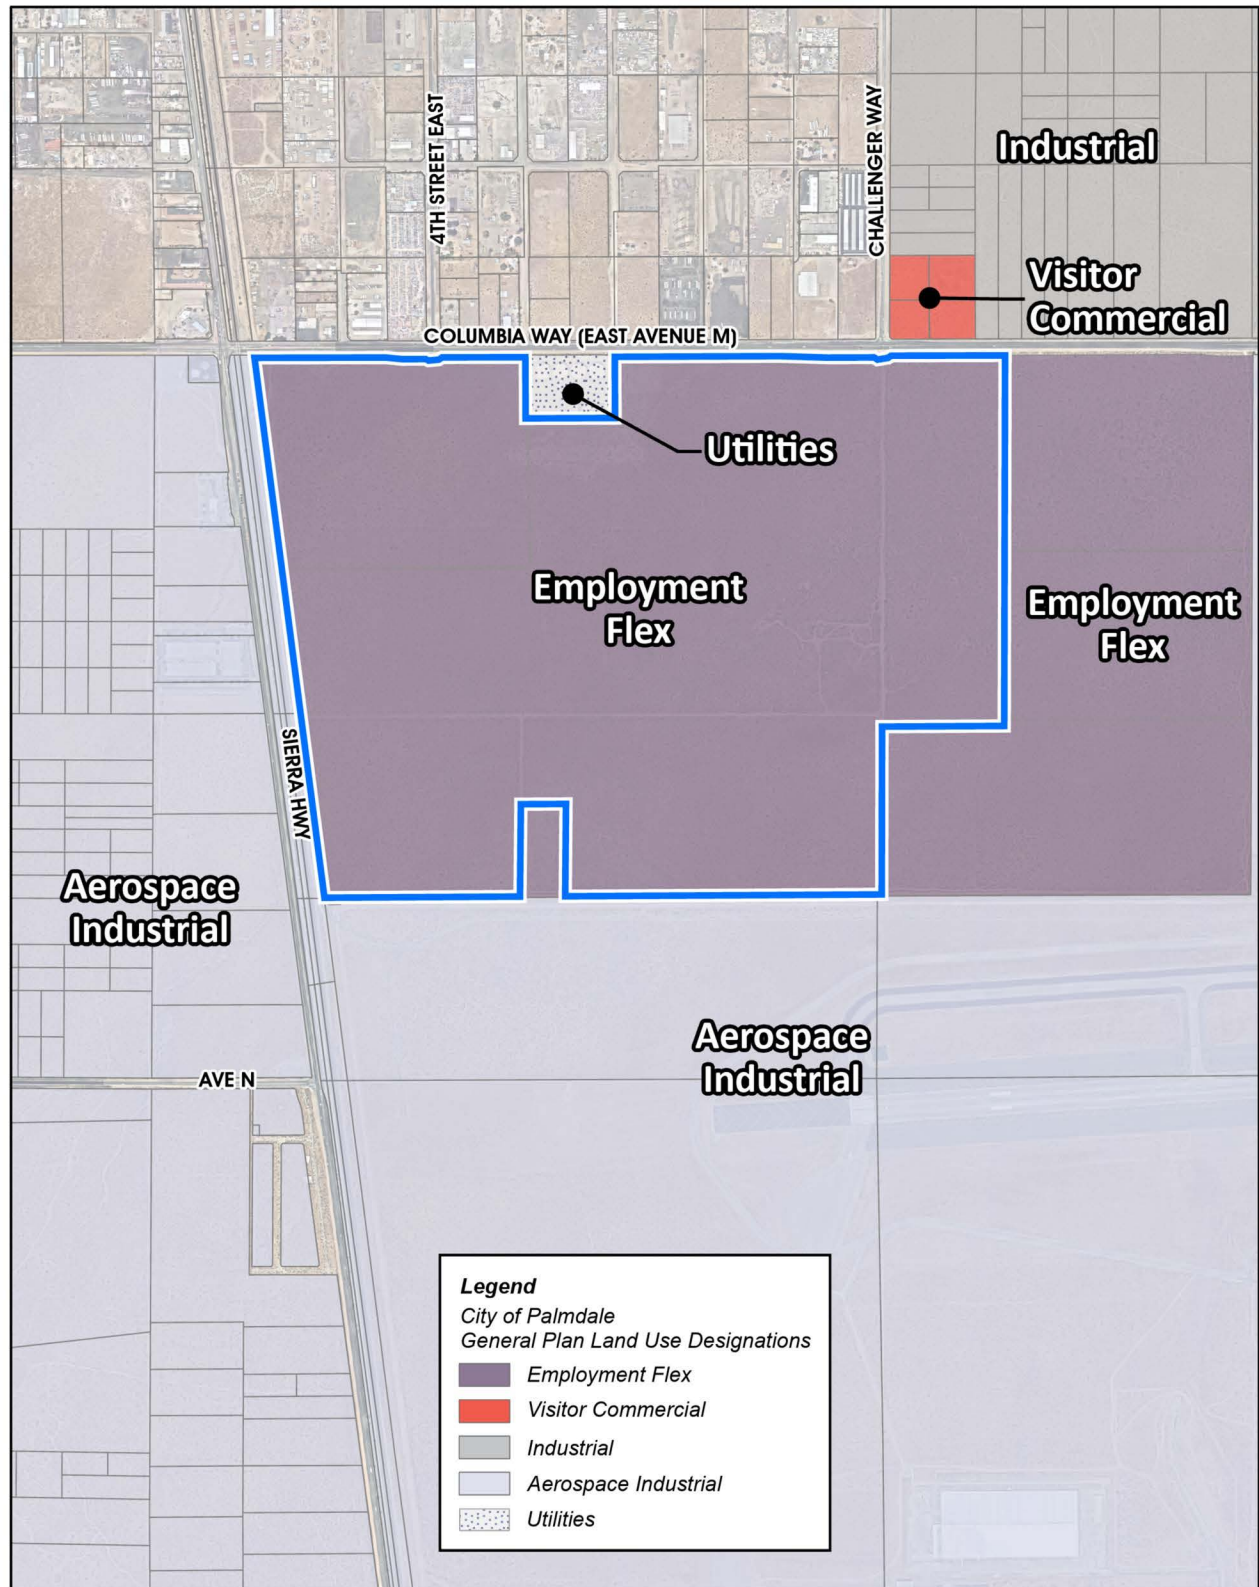 4TH STREET EAST
CHALLENGER WAY
Industrial
Visitor
Commercial
COLUMBIA WAY (EAST AVENUE M)
Utilities
Employment
Flex
Employment
Flex
SIERRA HWY
Aerospace
Industrial
Aerospace
Industrial
AVE N
Legend
City of Palmdale
General Plan Land Use Designations
Employment Flex
Visitor Commercial
Industrial
Aerospace Industrial
Utilities